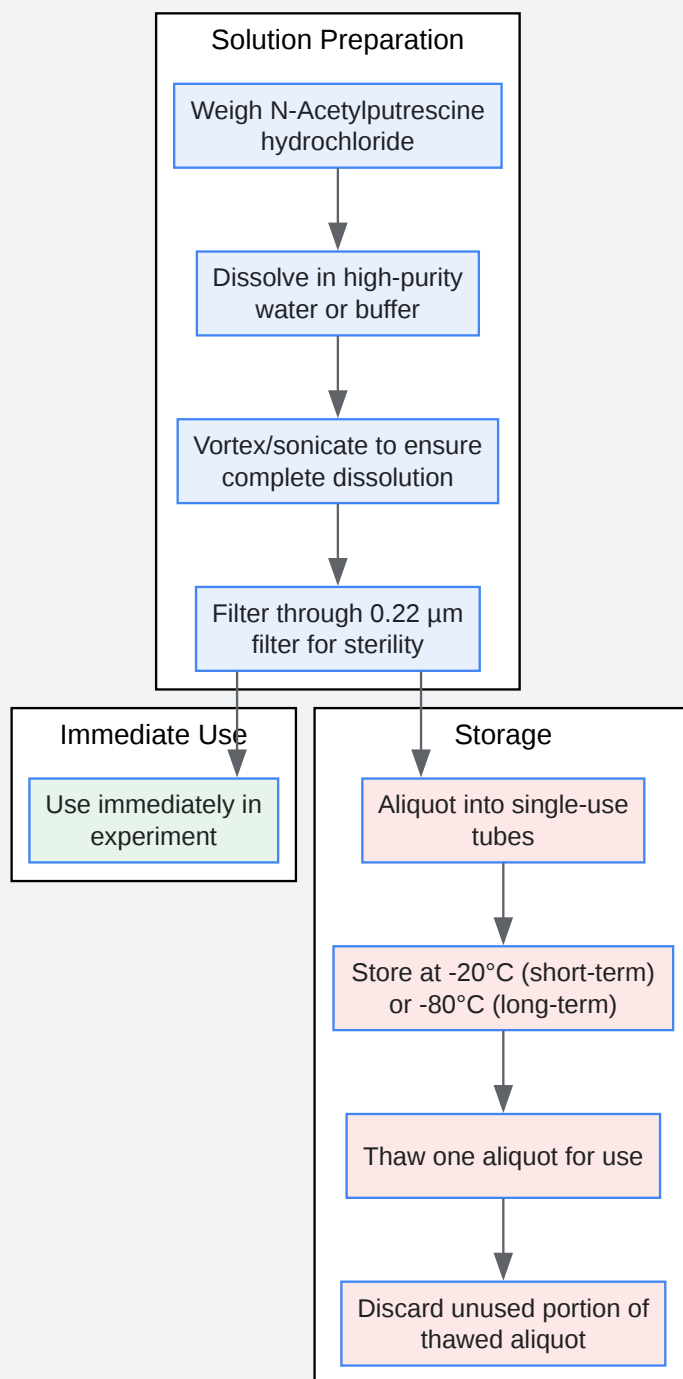 Solution Preparation
Weigh N-Acetylputrescine
hydrochloride
Dissolve in high-purity
water or buffer
Vortex/sonicate to ensure
complete dissolution
Filter through 0.22 µm
filter for sterility
Immediate Use
Use immediately in
experiment
Storage
Aliquot into single-use
tubes
Store at -20°C (short-term)
or -80°C (long-term)
Thaw one aliquot for use
Discard unused portion of
thawed aliquot